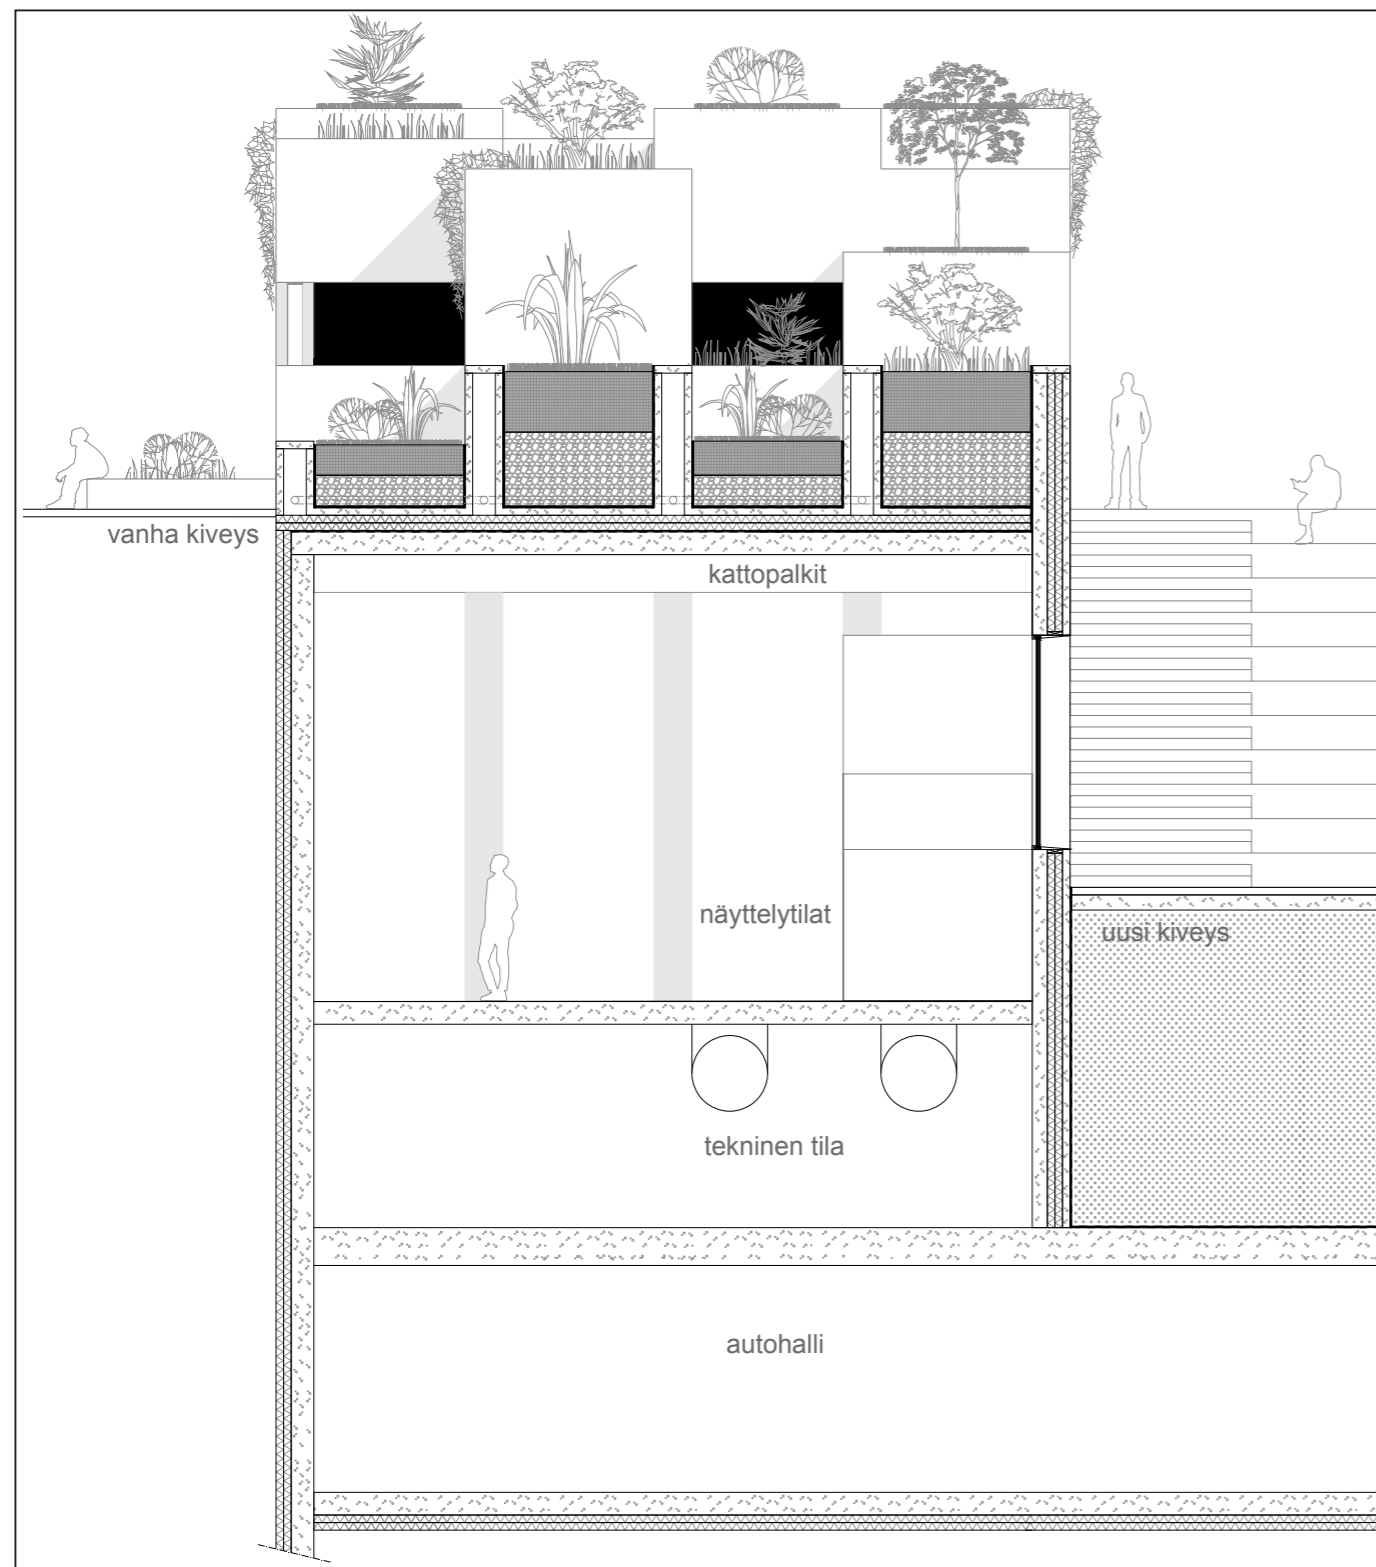 vanha kiveys
kattopalkit
näyttelytilat
uusi kiveys
tekninen tila
autohalli